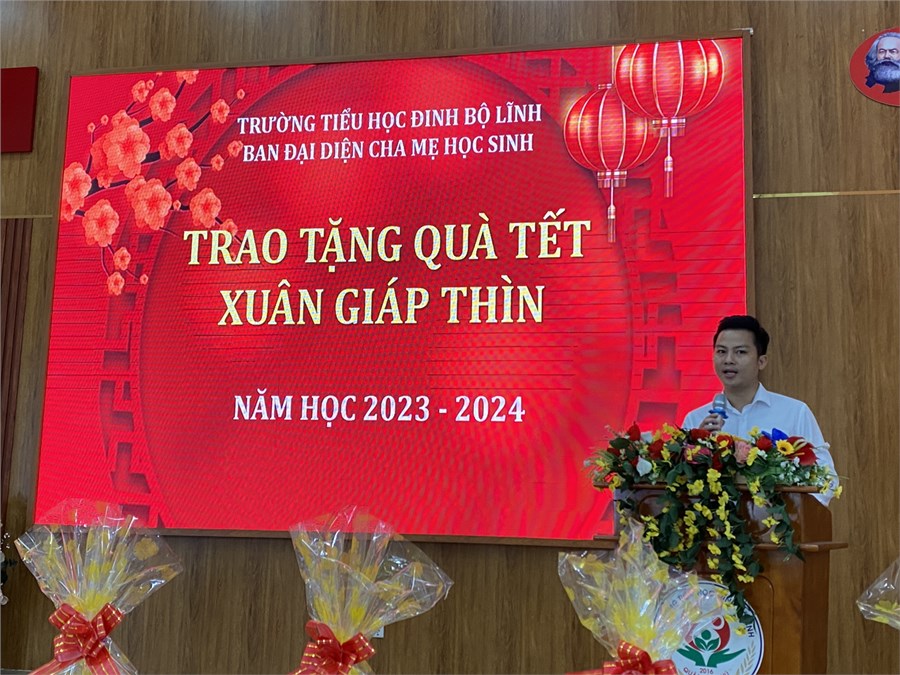 TRƯỜNG TIỂU HỌC ĐINH BỘ LĨNH
BAN ĐẠI DIỆN CHA MẸ HỌC SINH
TRAO TẶNG QUÀ TẾT
XUÂN GIÁP THÌN
NĂM HỌC 2023 - 2024
2016